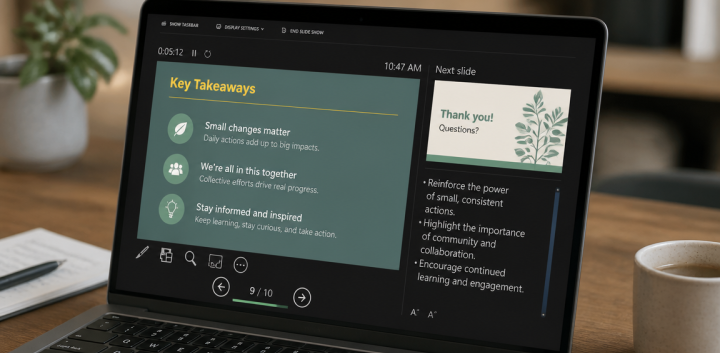 SHOW TASKBAR DISPLAY SETTINGS END SLIDE SHOW
0:05:12
10:47 AM
Key Takeaways
Small changes matter
Daily actions add up to big impacts.
We're all in this together
Collective efforts drive real progress.
Stay informed and inspired
Keep learning, stay curious, and take action.
9 / 10
Next slide
Thank you!
Questions?
• Reinforce the power
of small, consistent
actions.
• Highlight the importance
of community and
collaboration.
• Encourage continued
learning and engagement.
A A